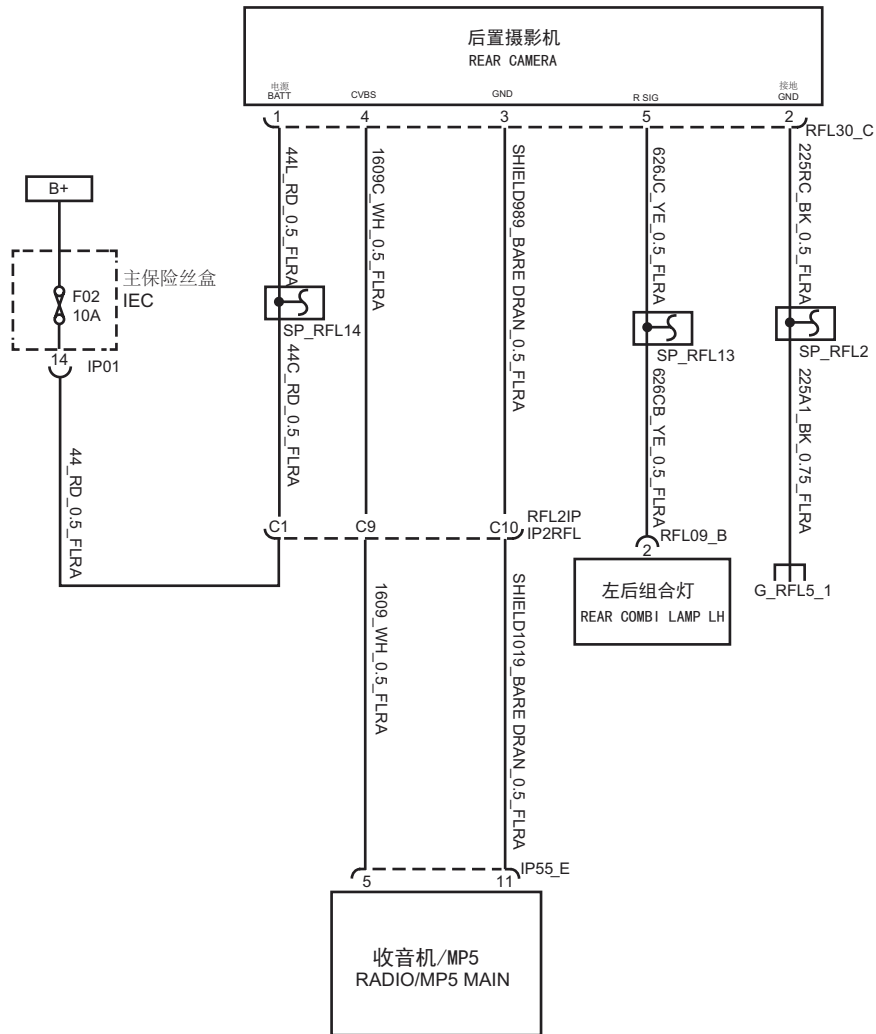 后置摄影机
REAR CAMERA
电源
BATT
CVBS
GND
R SIG
接地
GND
1
4
3
5
2
RFL30_C
44L_RD_0.5_FLRA
1609C_WH_0.5_FLRA
SHIELD989_BARE DRAN_0.5_FLRA
626JC_YE_0.5_FLRA
225RC_BK_0.5_FLRA
B+
主保险丝盒
IEC
F02
10A
14
IP01
SP_RFL14
SP_RFL13
SP_RFL2
44_RD_0.5_FLRA
44C_RD_0.5_FLRA
626CB_YE_0.5_FLRA
225A1_BK_0.75_FLRA
C1
C9
C10
RFL2IP
IP2RFL
RFL09_B
2
左后组合灯
REAR COMBI LAMP LH
G_RFL5_1
1609_WH_0.5_FLRA
SHIELD1019_BARE DRAN_0.5_FLRA
IP55_E
5
11
收音机/MP5
RADIO/MP5 MAIN